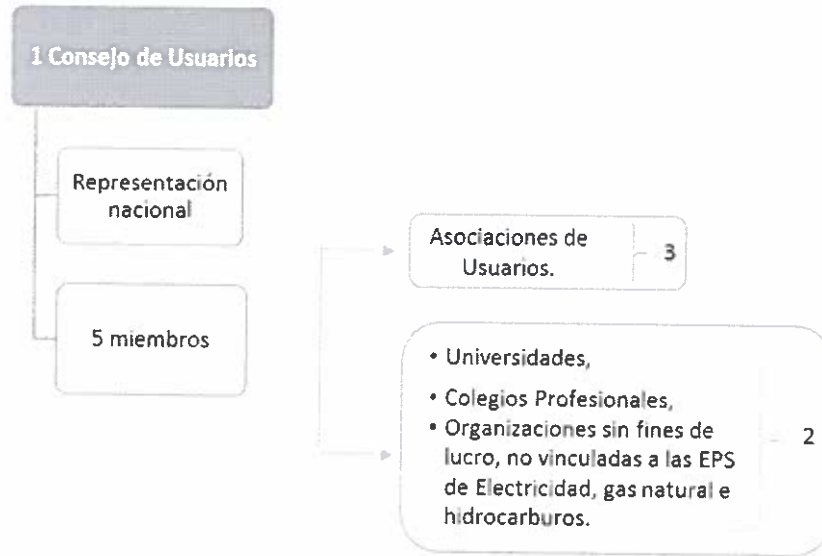 1 Consejo de Usuarios
Representación
nacional
5 miembros
Asociaciones de
Usuarios.
3
• Universidades,
• Colegios Profesionales,
• Organizaciones sin fines de
lucro, no vinculadas a las EPS
de Electricidad, gas natural e
hidrocarburos.
2